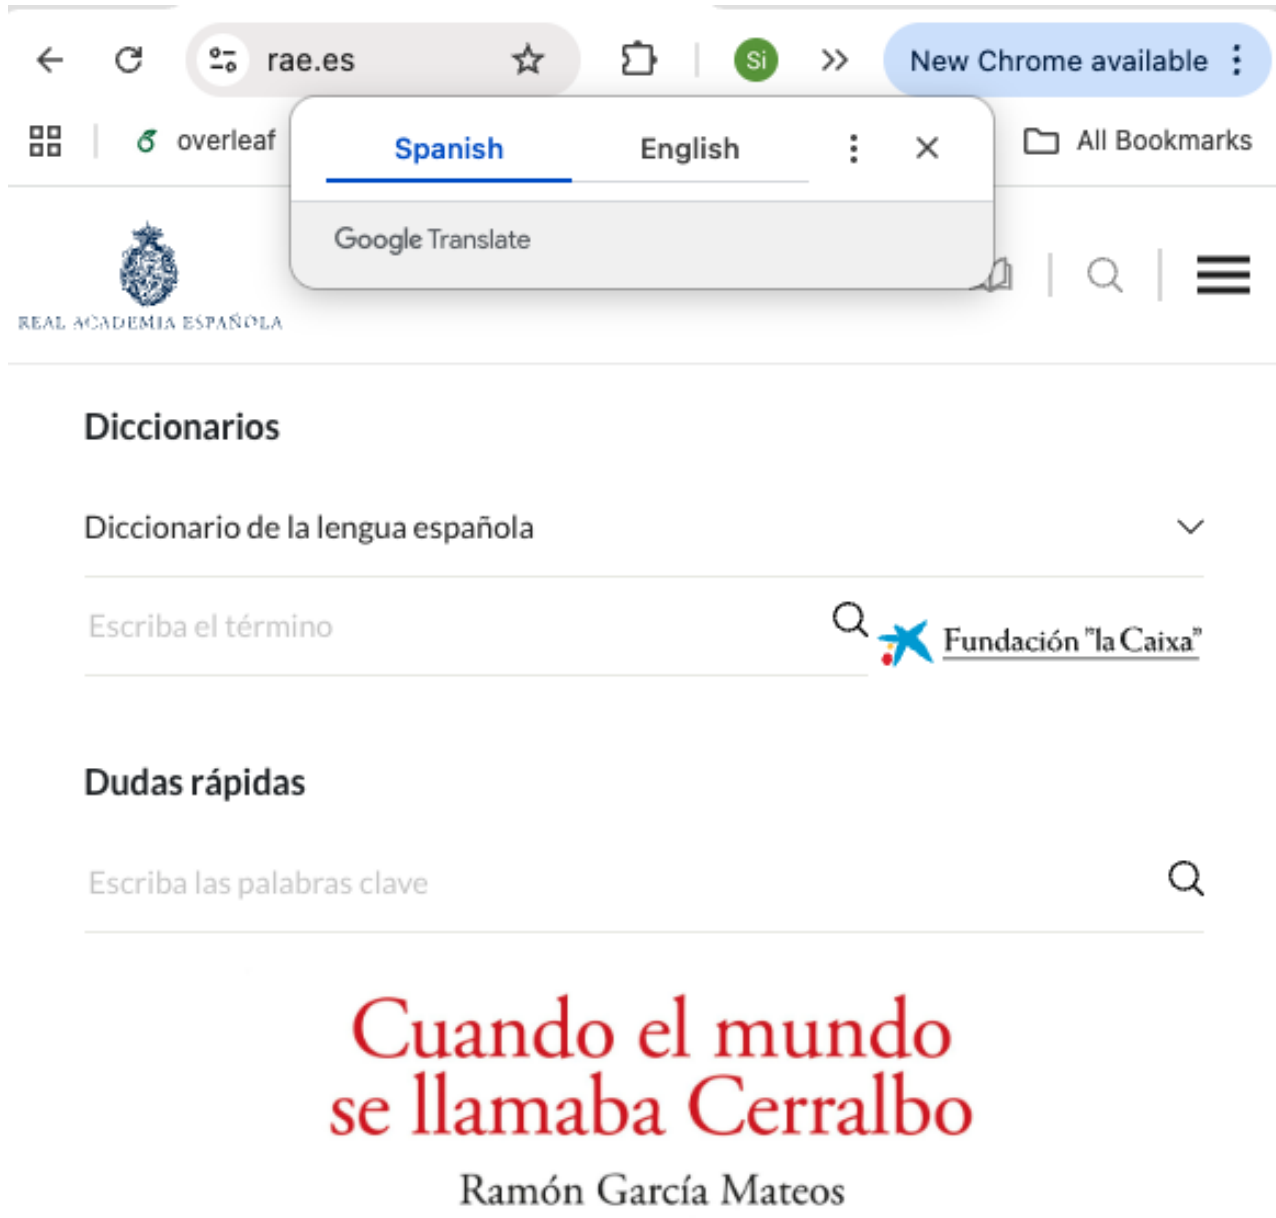 rae.es
Si
New Chrome available
overleaf
Spanish English
All Bookmarks
Google Translate
REAL ACADEMIA ESPAÑOLA
Diccionarios
Diccionario de la lengua española
Escriba el término
Fundación "la Caixa"
Dudas rápidas
Escriba las palabras clave
Cuando el mundo
se llamaba Cerralbo
Ramón García Mateos